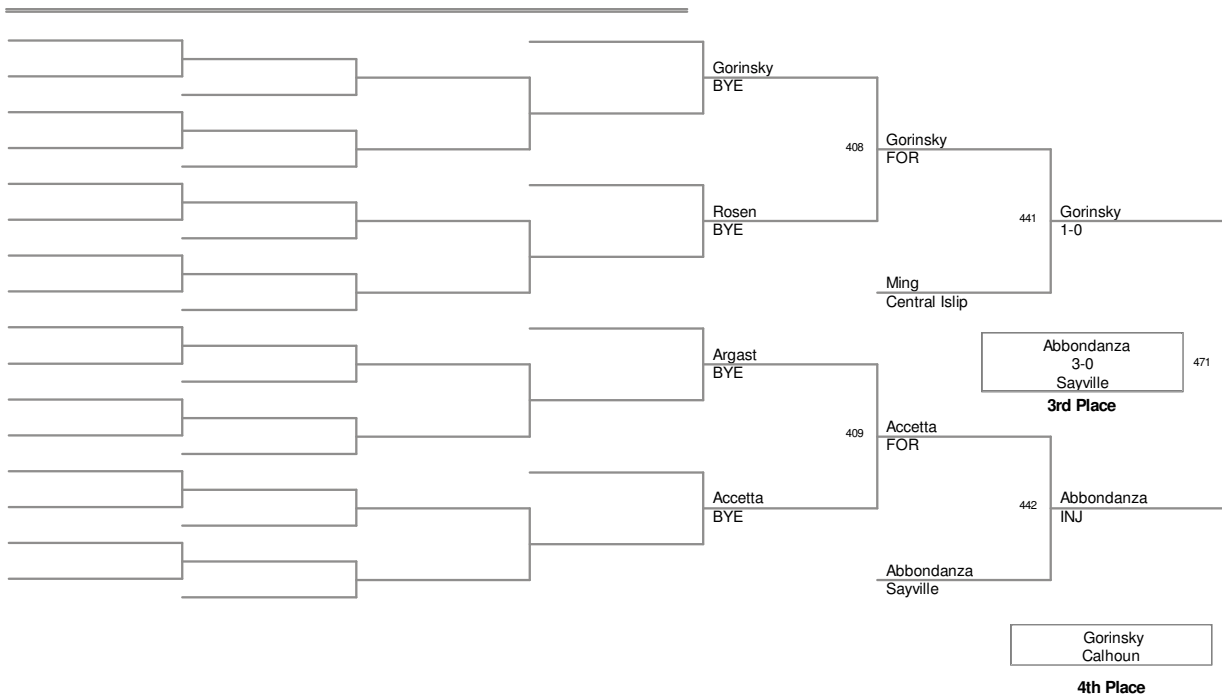 Gorinsky
BYE
408
Gorinsky
FOR
Rosen
BYE
441
Gorinsky
1-0
Ming
Central Islip
Argast
BYE
Abbondanza
3-0
Sayville
471
3rd Place
409
Accetta
FOR
Accetta
BYE
442
Abbondanza
INJ
Abbondanza
Sayville
Gorinsky
Calhoun
4th Place